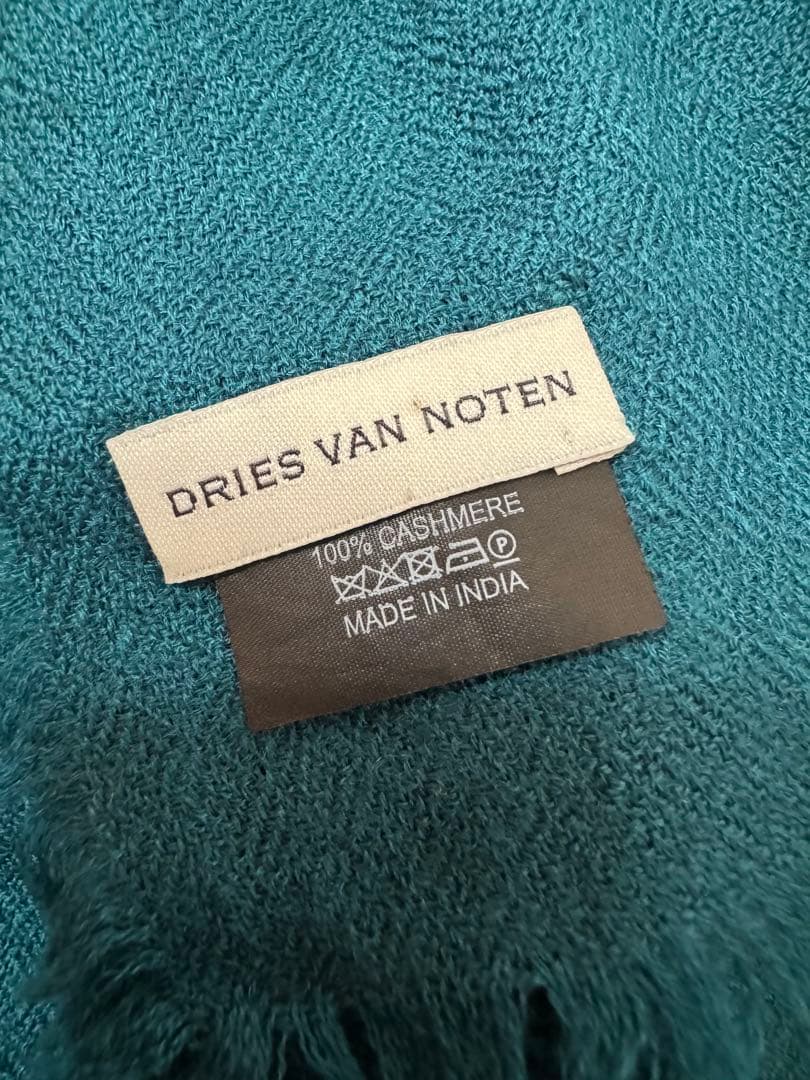 DRIES VAN NOTEN
100% CASHMERE
P
MADE IN INDIA